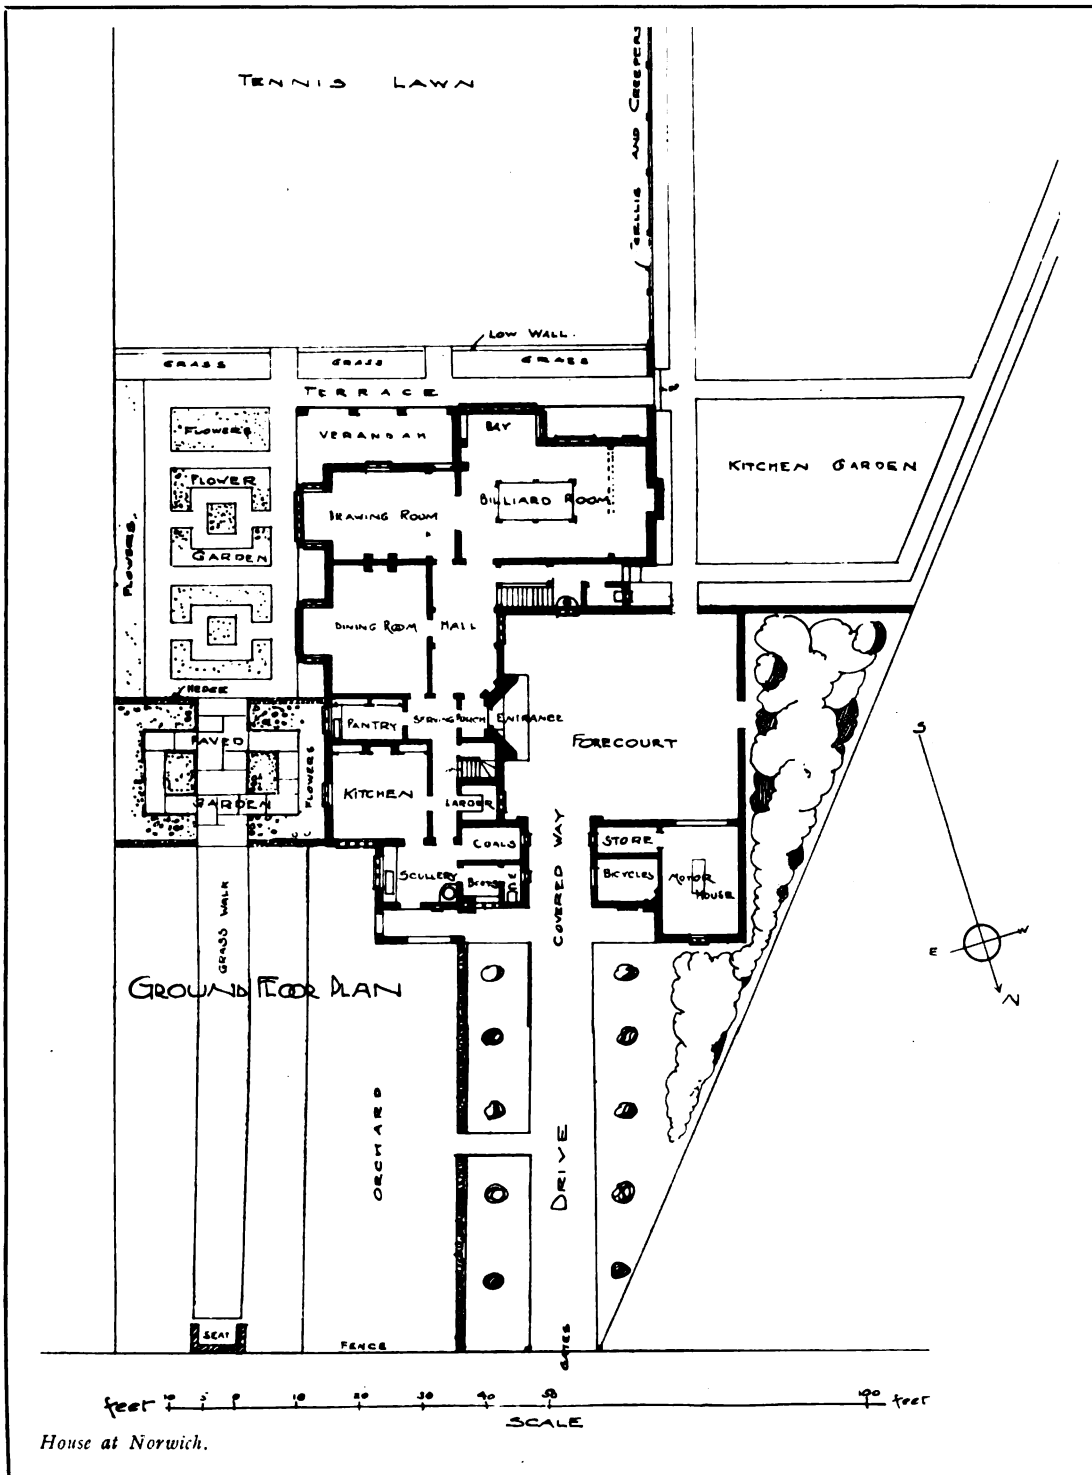 TENNIS LAWN
TRELLIS AND CREEPERS
LOW WALL.
GRASS
GRASS
GRASS
TERRACE
FLOWERS
VERANDAH
BAY
FLOWER
GARDEN
FLOWERS
DRAWING ROOM
BILLIARD ROOM
KITCHEN GARDEN
DINING ROOM
HALL
HEDGE
PAVED
GARDEN
FLOWERS
PANTRY
SERVING
PORCH
ENTRANCE
FORECOURT
KITCHEN
LARDER
COALS
SCULLERY
BOOTS
W.C
COVERED WAY
STORE
BICYCLES
MOTOR
HOUSE
S
E
W
N
GRASS WALK
GROUND FLOOR PLAN
ORCHARD
DRIVE
SEAT
FENCE
GATES
feet 10 5 0 10 20 30 40 50 100 feet
SCALE
House at Norwich.